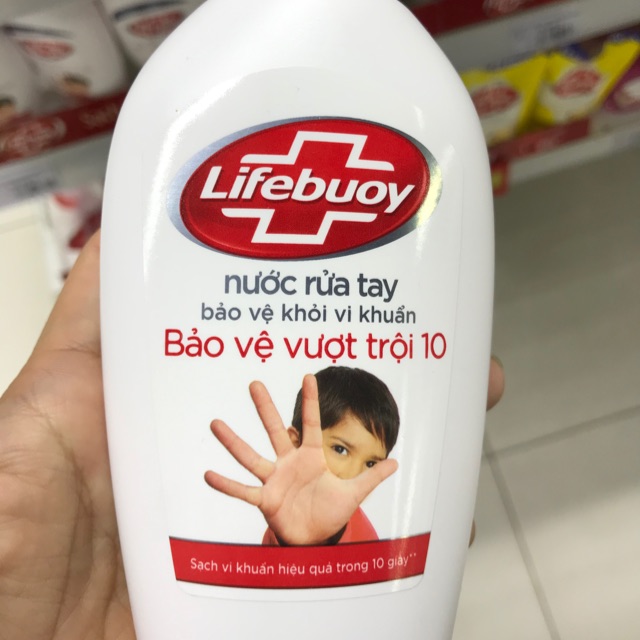 Lifebuoy
nước rửa tay
bảo vệ khỏi vi khuẩn
Bảo vệ vượt trội 10
Sạch vi khuẩn hiệu quả trong 10 giây**